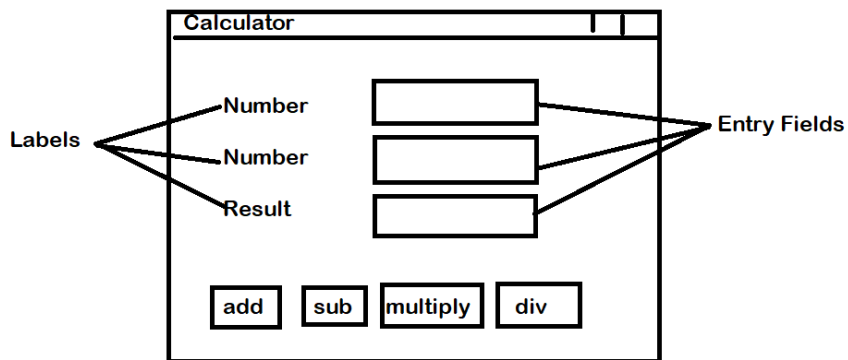 Calculator
Number
Labels
Entry Fields
Number
Result
add
sub
multiply
div